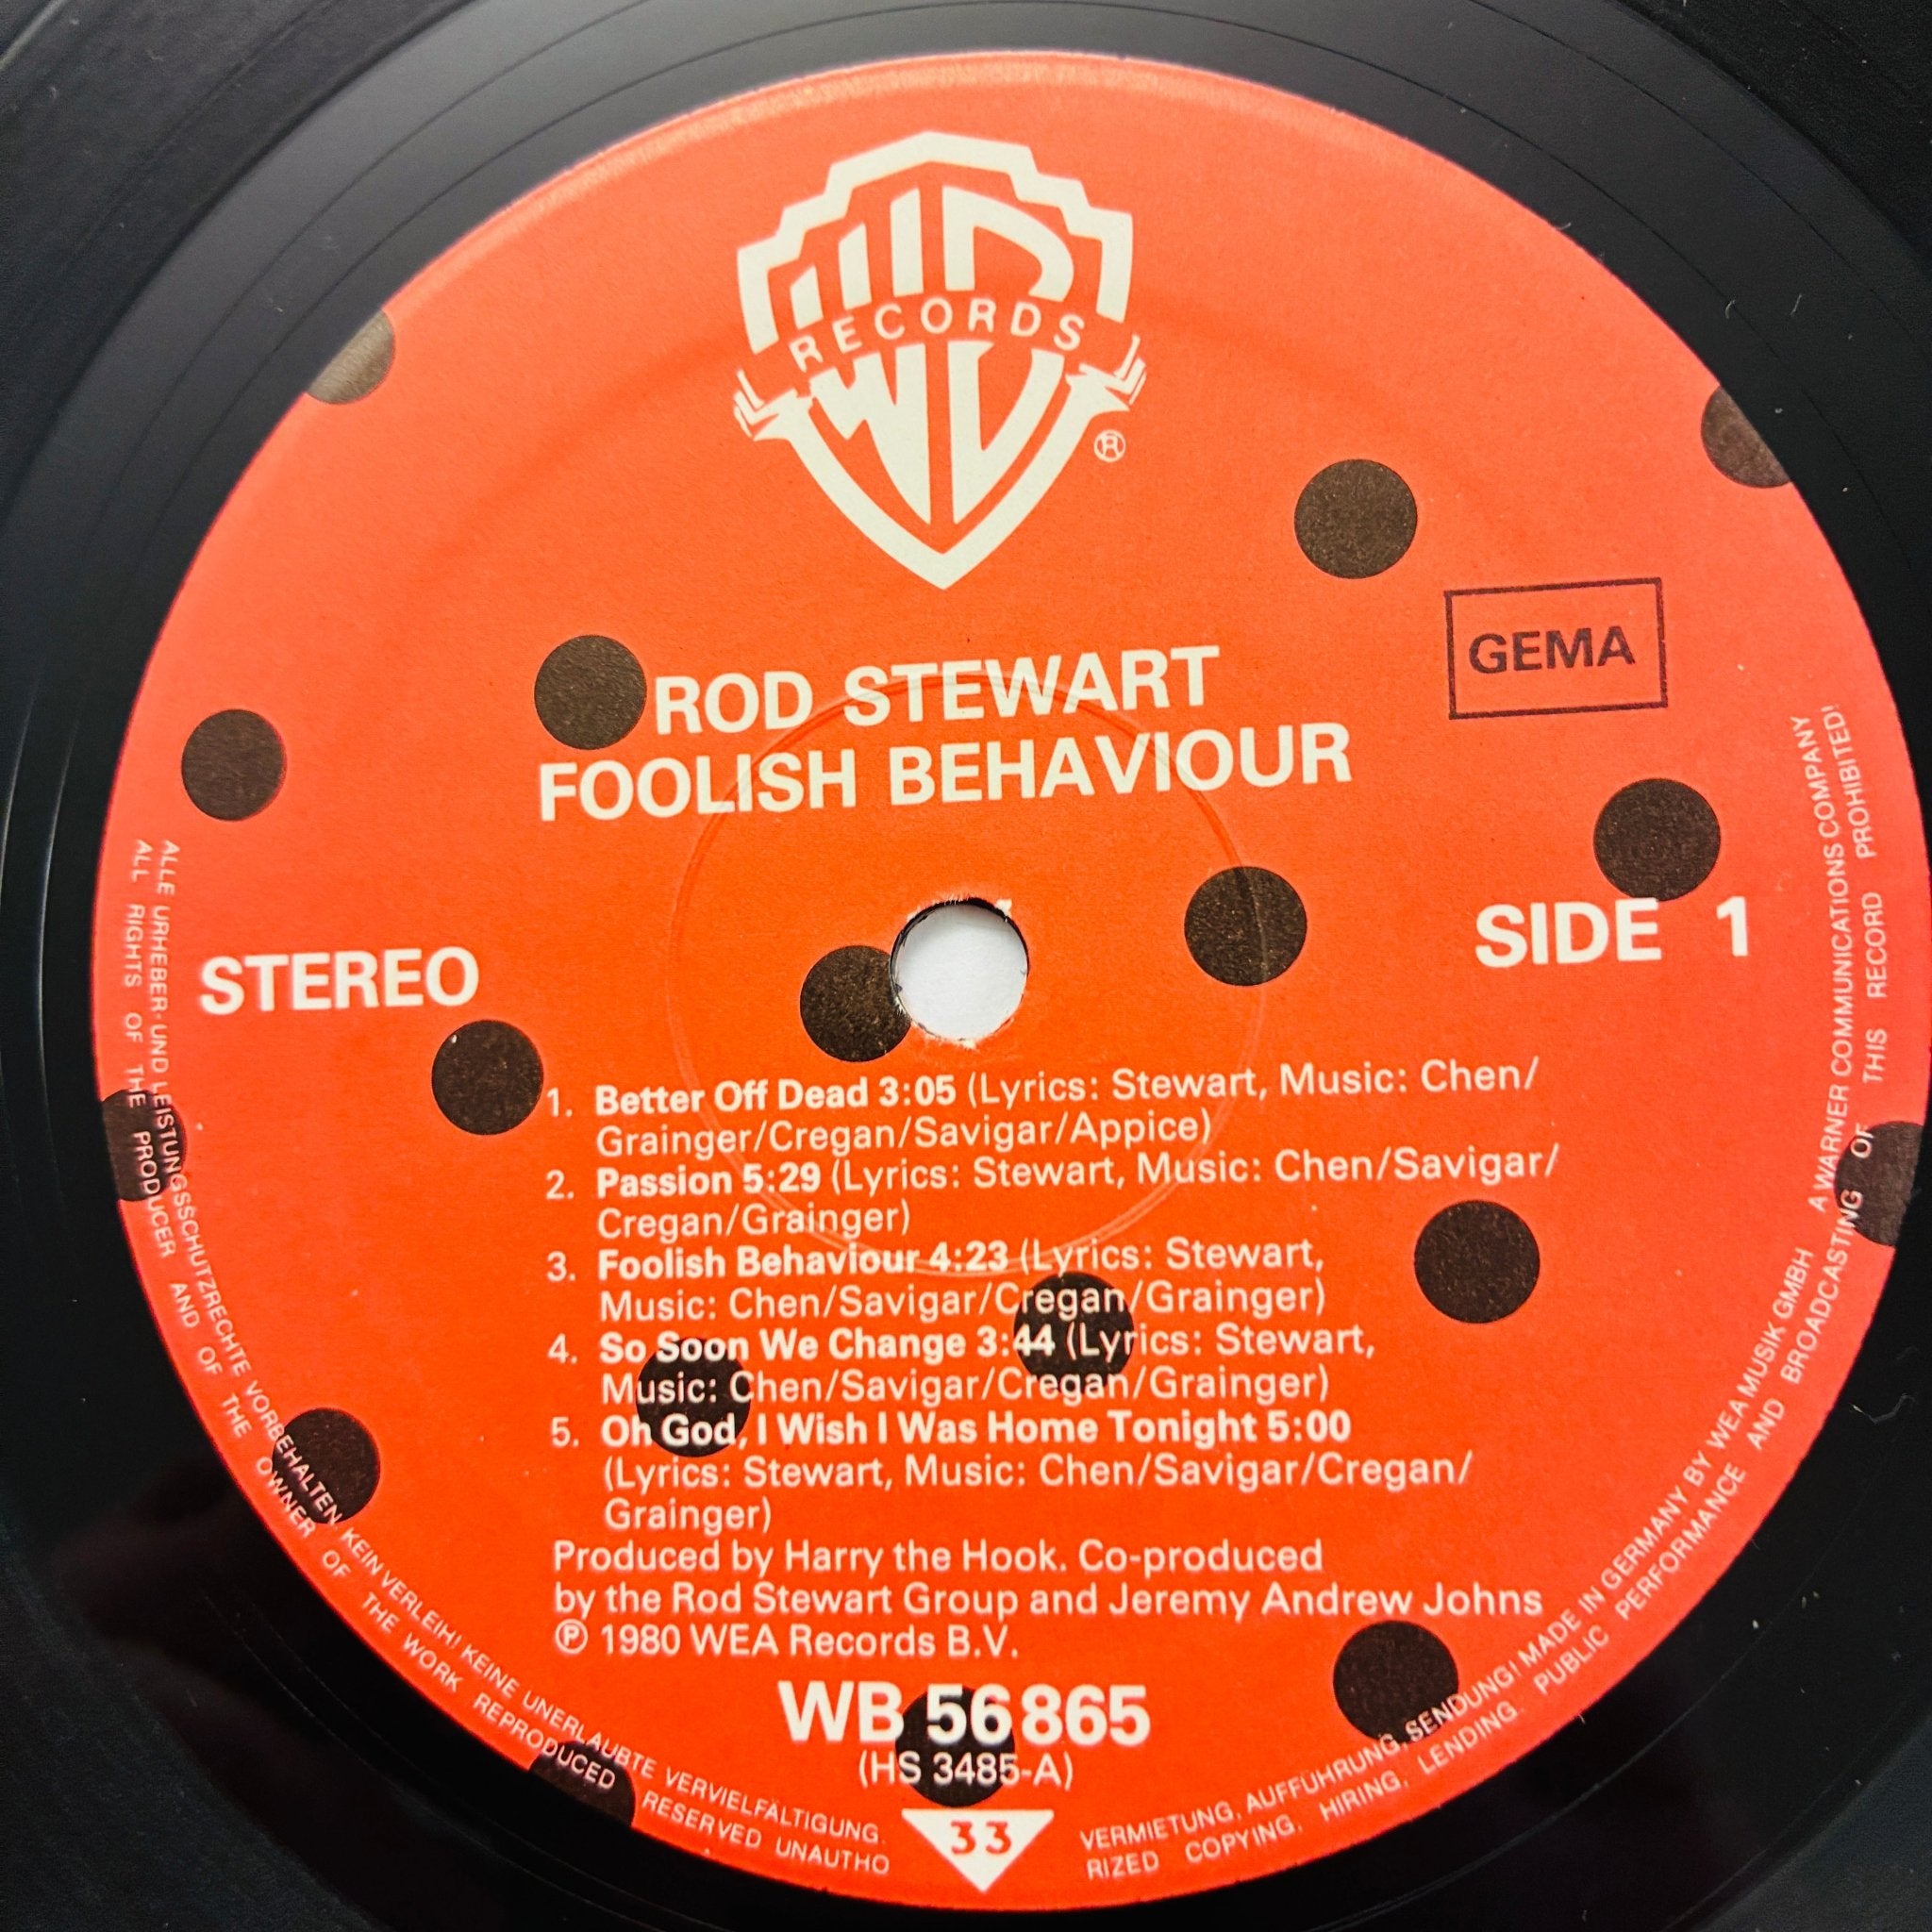 RECORDS
®
ROD STEWART
FOOLISH BEHAVIOUR
GEMA
STEREO
SIDE 1
1. Better Off Dead 3:05 (Lyrics: Stewart, Music: Chen/
Grainger/Cregan/Savigar/Appice)
2. Passion 5:29 (Lyrics: Stewart, Music: Chen/Savigar/
Cregan/Grainger)
3. Foolish Behaviour 4:23 (Lyrics: Stewart,
Music: Chen/Savigar/Cregan/Grainger)
4. So Soon We Change 3:44 (Lyrics: Stewart,
Music: Chen/Savigar/Cregan/Grainger)
5. Oh God, I Wish I Was Home Tonight 5:00
(Lyrics: Stewart, Music: Chen/Savigar/Cregan/
Grainger)
Produced by Harry the Hook. Co-produced
by the Rod Stewart Group and Jeremy Andrew Johns
℗ 1980 WEA Records B.V.
WB 56 865
(HS 3485-A)
33
ALLE URHEBER-UND LEISTUNGSSCHUTZRECHTE VORBEHALTEN. KEIN VERLEIH! KEINE UNERLAUBTE VERVIELFÄLTIGUNG. VERMIETUNG, AUFFÜHRUNG, SENDUNG! MADE IN GERMANY BY WEA MUSIK GMBH A WARNER COMMUNICATIONS COMPANY
ALL RIGHTS OF THE PRODUCER AND OF THE OWNER OF THE WORK REPRODUCED RESERVED UNAUTHORIZED COPYING, HIRING, LENDING, PUBLIC PERFORMANCE AND BROADCASTING OF THIS RECORD PROHIBITED!